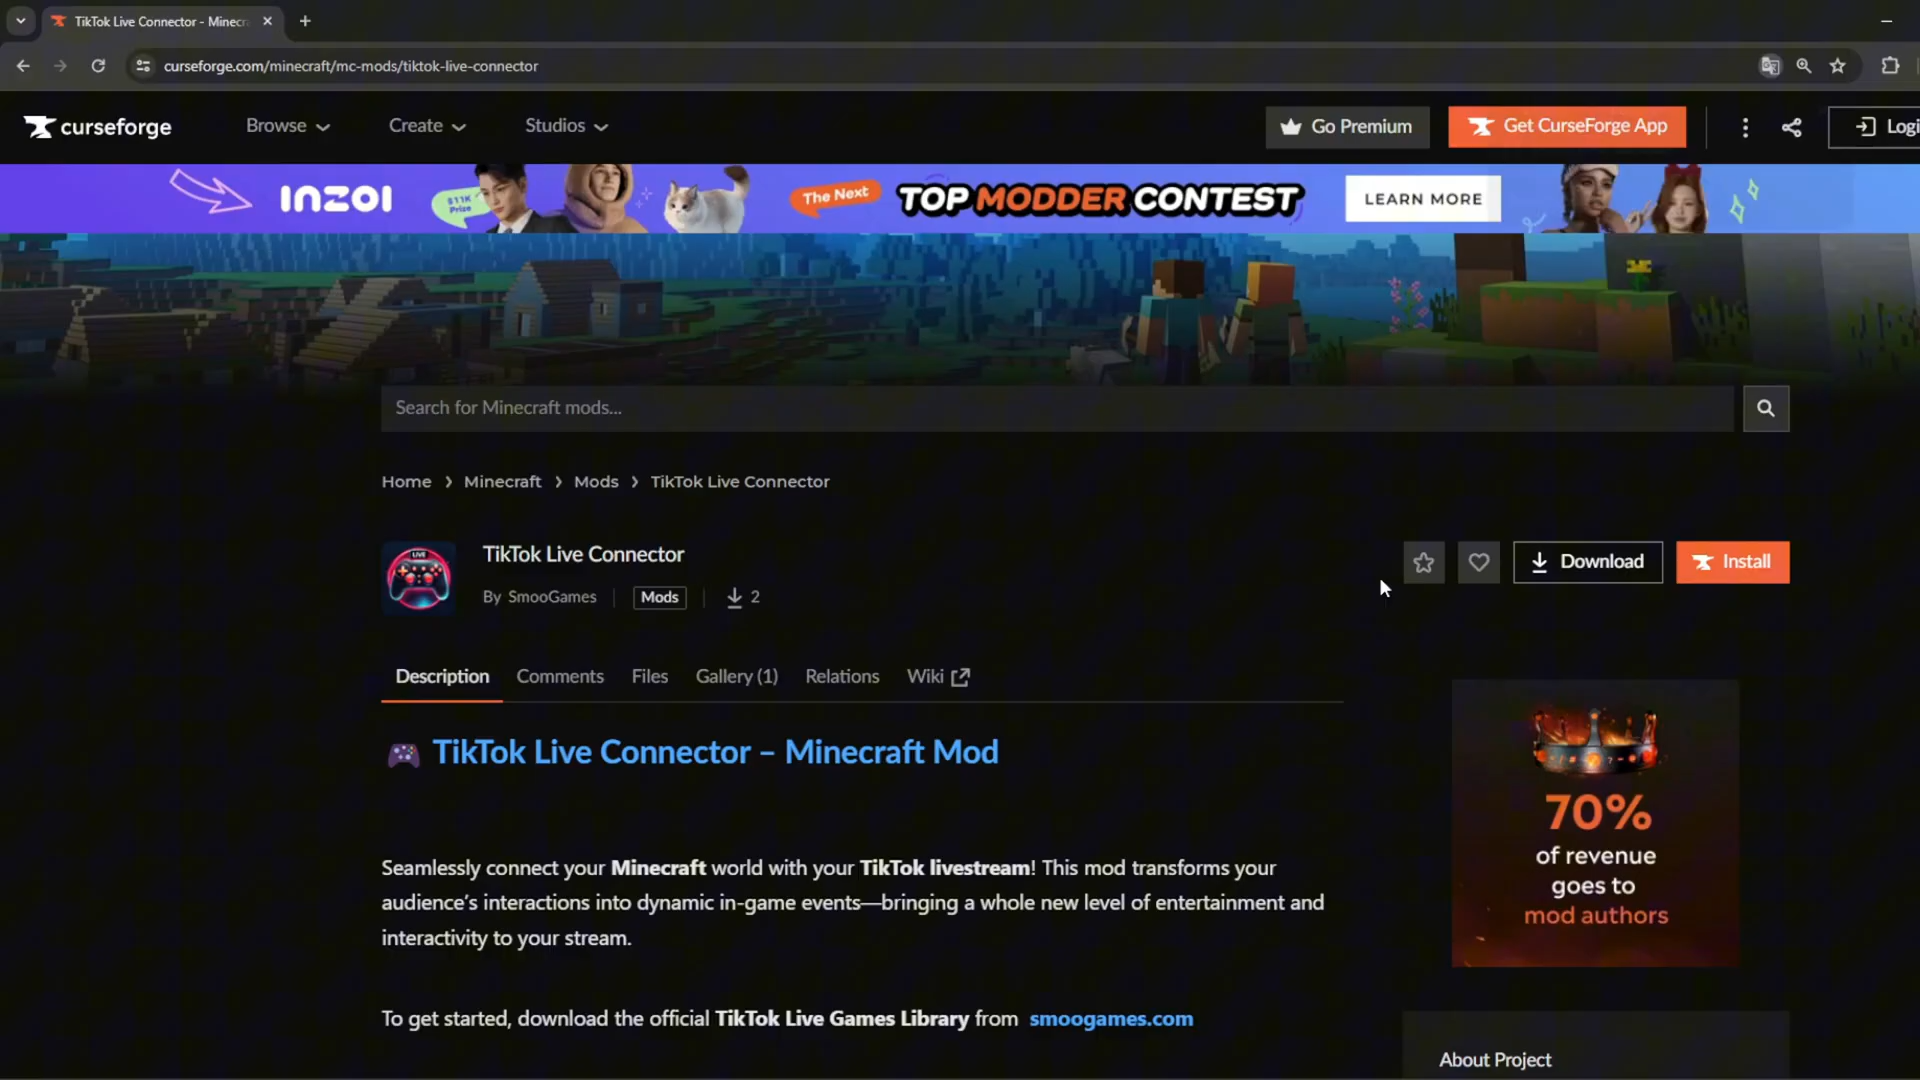 TikTok Live Connector - Minecr
curseforge.com/minecraft/mc-mods/tiktok-live-connector
curseforge
Browse
Create
Studios
Go Premium
Get CurseForge App
Logi
INZOI
$11K
Prize
The Next
TOP MODDER CONTEST
LEARN MORE
Search for Minecraft mods...
Home > Minecraft > Mods > TikTok Live Connector
LIVE
TikTok Live Connector
By SmooGames
Mods
2
Download
Install
Description
Comments
Files
Gallery (1)
Relations
Wiki
TikTok Live Connector – Minecraft Mod
Seamlessly connect your Minecraft world with your TikTok livestream! This mod transforms your
audience's interactions into dynamic in-game events—bringing a whole new level of entertainment and
interactivity to your stream.
To get started, download the official TikTok Live Games Library from smoogames.com
70%
of revenue
goes to
mod authors
About Project